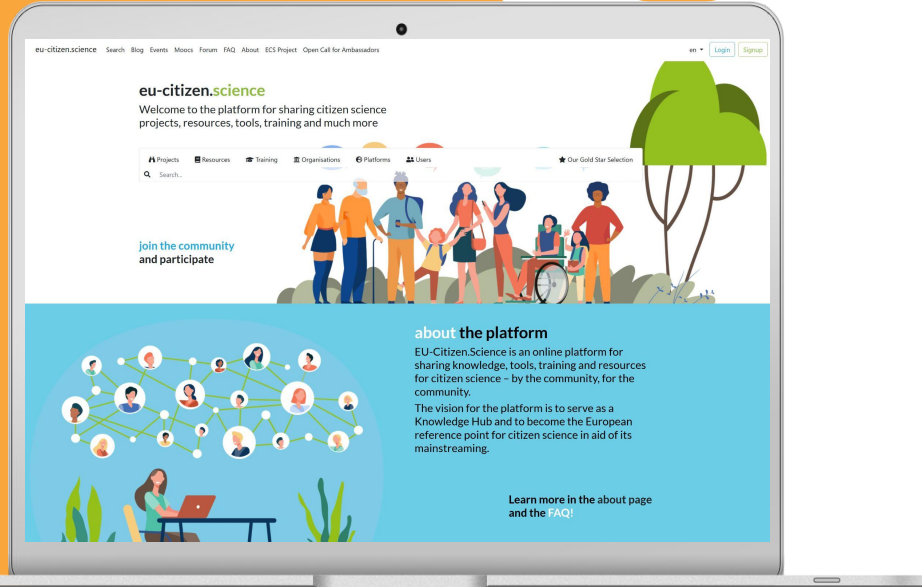 eu-citizen.science Search Blog Events Moocs Forum FAQ About ECS Project Open Call for Ambassadors en Login Signup
eu-citizen.science
Welcome to the platform for sharing citizen science
projects, resources, tools, training and much more
Projects Resources Training Organisations Platforms Users Our Gold Star Selection
Search...
join the community
and participate
about the platform
EU-Citizen.Science is an online platform for
sharing knowledge, tools, training and resources
for citizen science – by the community, for the
community.
The vision for the platform is to serve as a
Knowledge Hub and to become the European
reference point for citizen science in aid of its
mainstreaming.
Learn more in the about page
and the FAQ!